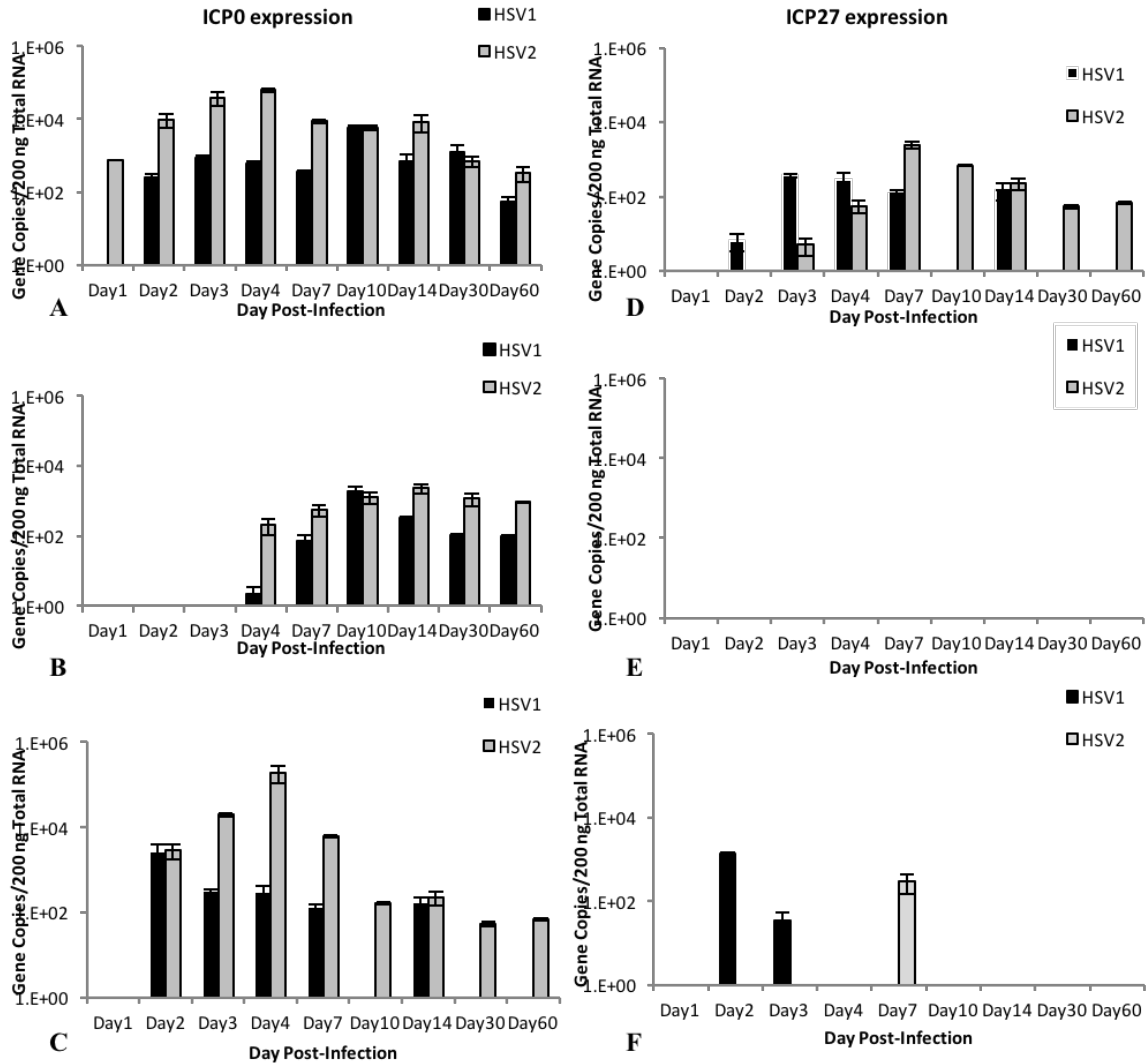 ICP0 expression
HSV1
HSV2
Gene Copies/200 ng Total RNA
1.E+06
1.E+04
1.E+02
1.E+00
Day1 Day2 Day3 Day4 Day7 Day10 Day14 Day30 Day60
Day Post-Infection
A
HSV1
HSV2
Gene Copies/200 ng Total RNA
1.E+06
1.E+04
1.E+02
1.E+00
Day1 Day2 Day3 Day4 Day7 Day10 Day14 Day30 Day60
Day Post-Infection
B
HSV1
HSV2
Gene Copies/200 ng Total RNA
1.E+06
1.E+04
1.E+02
1.E+00
Day1 Day2 Day3 Day4 Day7 Day10 Day14 Day30 Day60
Day Post-Infection
C
ICP27 expression
HSV1
HSV2
Gene Copies/200 ng Total RNA
1.E+06
1.E+04
1.E+02
1.E+00
Day1 Day2 Day3 Day4 Day7 Day10 Day14 Day30 Day60
Day Post-Infection
D
HSV1
HSV2
Gene Copies/200 ng Total RNA
1.E+06
1.E+04
1.E+02
1.E+00
Day1 Day2 Day3 Day4 Day7 Day10 Day14 Day30 Day60
Day Post-Infection
E
HSV1
HSV2
Gene Copies/200 ng Total RNA
1.E+06
1.E+04
1.E+02
1.E+00
Day1 Day2 Day3 Day4 Day7 Day10 Day14 Day30 Day60
Day Post-Infection
F